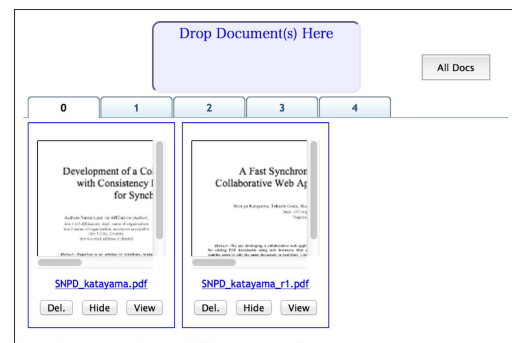 Drop Document(s) Here
All Docs
0 1 2 3 4
Development of a Co
with Consistency
for Synch
A Fast Synchron
Collaborative Web Ap
SNPD_katayama.pdf
Del. Hide View
SNPD_katayama_r1.pdf
Del. Hide View